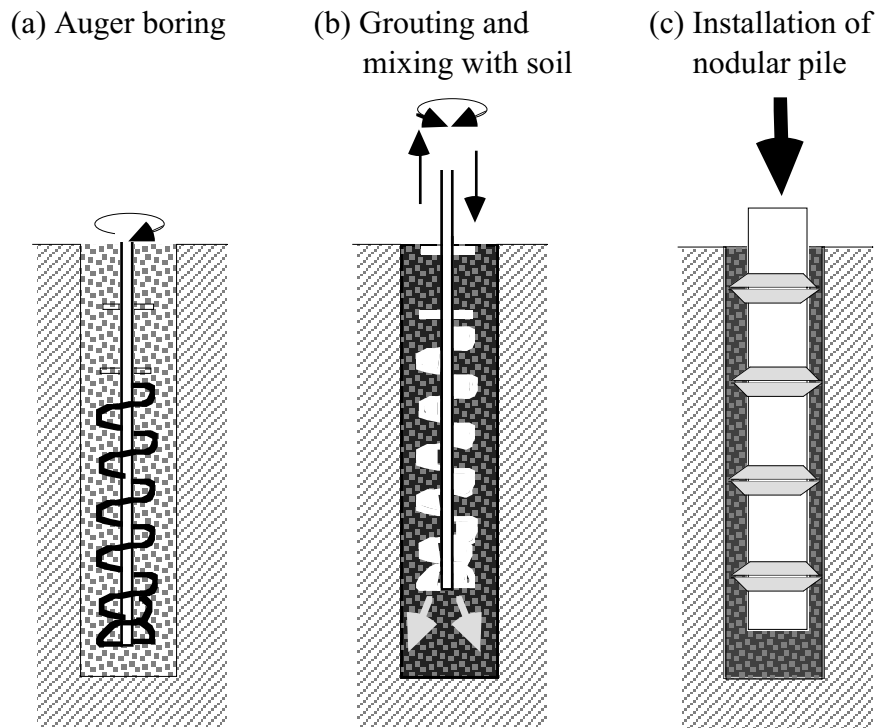 (a) Auger boring
(b) Grouting and
mixing with soil
(c) Installation of
nodular pile